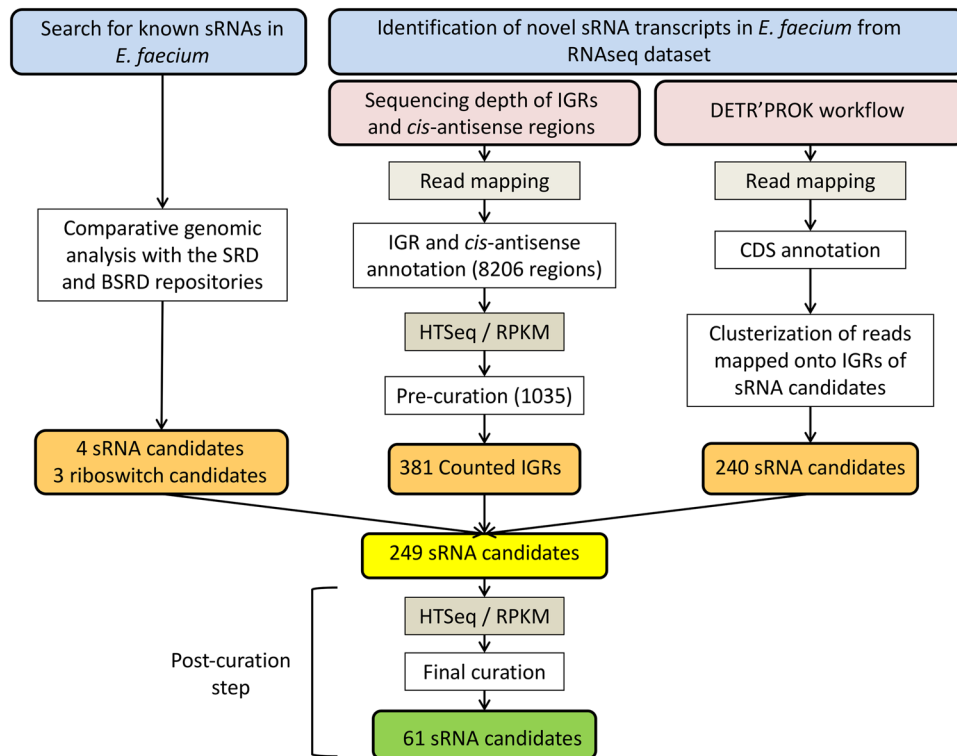 Search for known sRNAs in
E. faecium
Identification of novel sRNA transcripts in E. faecium from
RNAseq dataset
Sequencing depth of IGRs
and cis-antisense regions
DETR’PROK workflow
Read mapping
Read mapping
Comparative genomic
analysis with the SRD
and BSRD repositories
IGR and cis-antisense
annotation (8206 regions)
CDS annotation
HTSeq / RPKM
Clusterization of reads
mapped onto IGRs of
sRNA candidates
Pre-curation (1035)
4 sRNA candidates
3 riboswitch candidates
381 Counted IGRs
240 sRNA candidates
249 sRNA candidates
HTSeq / RPKM
Post-curation
step
Final curation
61 sRNA candidates